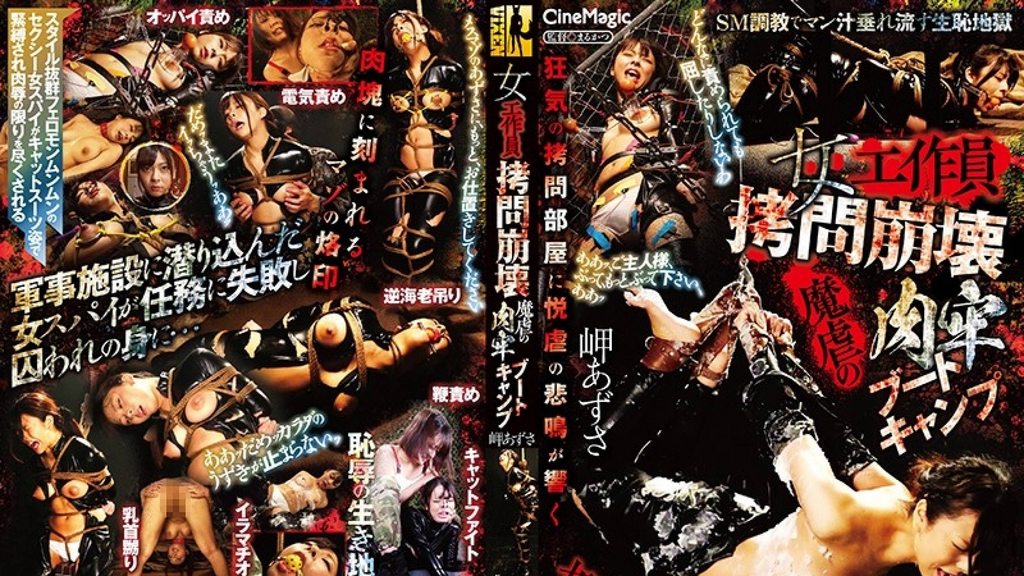 スタイル抜群フェロモンムンムンの
セクシー女スパイがキャットスーツ姿で
緊縛され肉辱の限りを尽くされる
オッパイ責め
電気責め
肉塊に刻まれる
マゾの烙印
逆海老吊り
軍事施設に潜り込んだ
女スパイが任務に失敗し
囚われの身に…
鞭責め
キャットファイト
恥辱の生き地
ああッだめッカラダの
うずきが止まらないッ
乳首嬲り
イラマチオ
女工作員
拷問崩壊
魔虐の
肉牢
ブート
キャンプ
岬あずさ
CineMagic
監督◎まるかつ
SM調教でマン汁垂れ流す生恥地獄
どんなに責められても
屈したりしないわ
狂気の拷問部屋に悦虐の悲鳴が響く
ああッご主人様、
ぶってもっとぶって下さい、
ああッ
岬あずさ
女工作員
拷問崩壊
魔虐の
肉牢
ブート
キャンプ